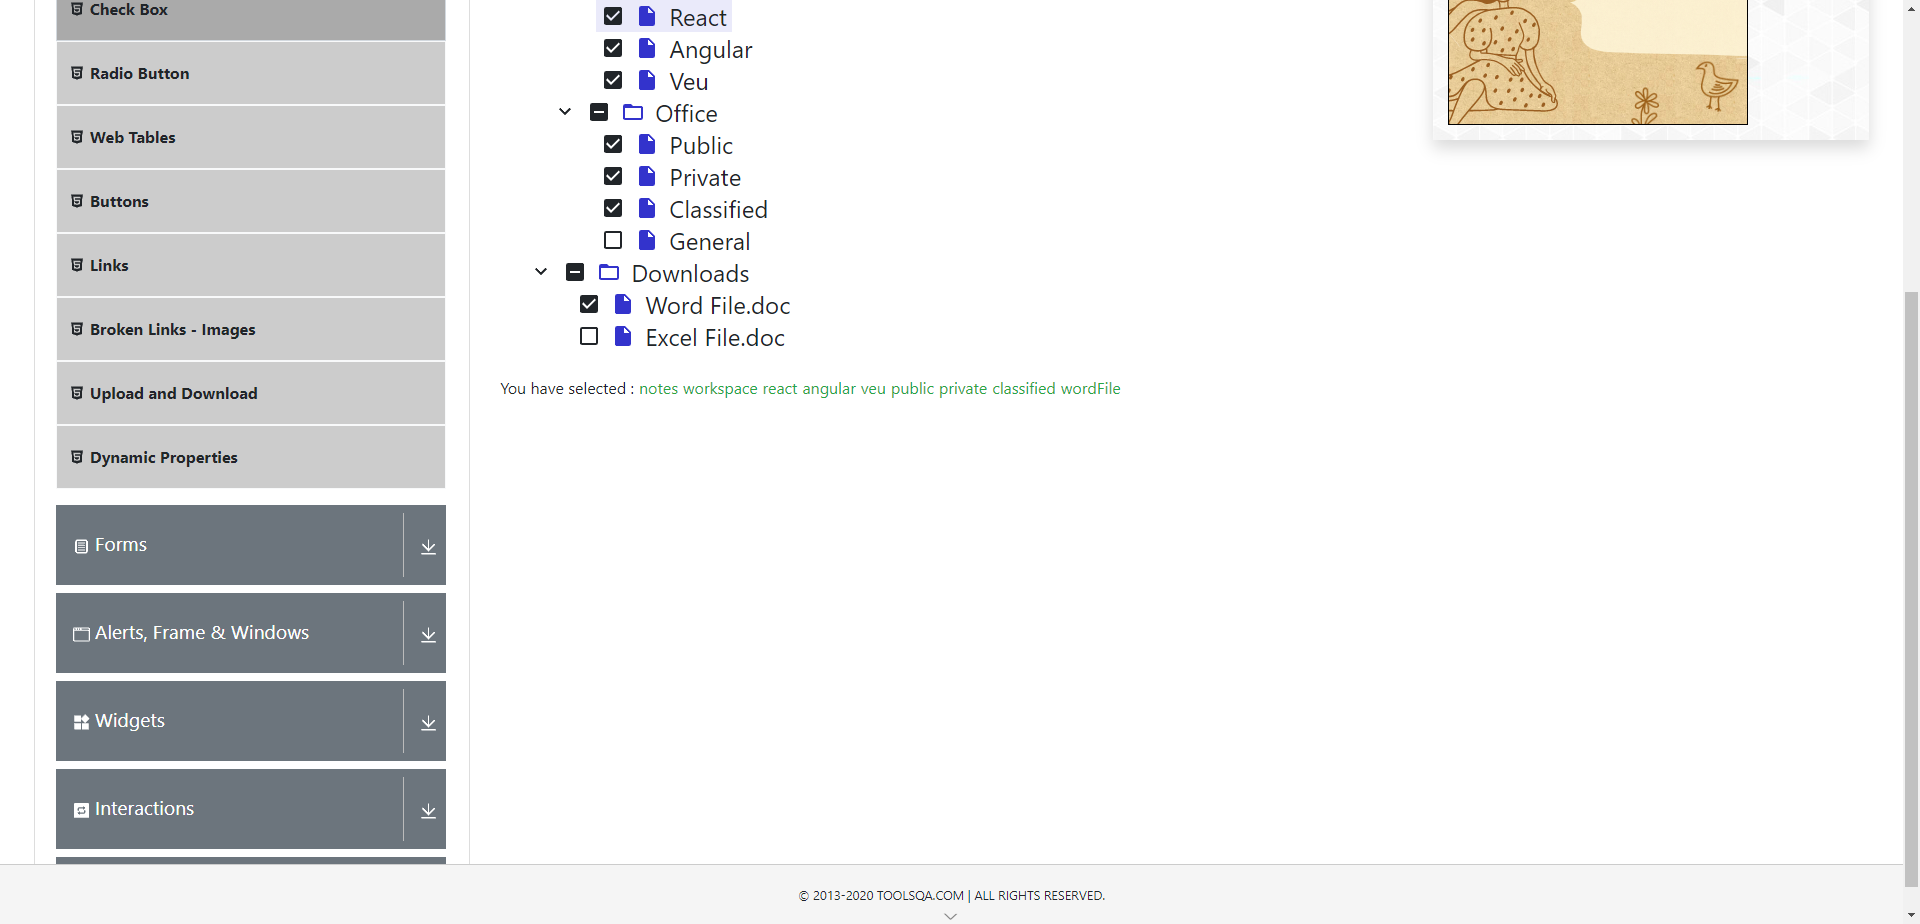 Check Box
Radio Button
Web Tables
Buttons
Links
Broken Links - Images
Upload and Download
Dynamic Properties
Forms
Alerts, Frame & Windows
Widgets
Interactions
React
Angular
Veu
Office
Public
Private
Classified
General
Downloads
Word File.doc
Excel File.doc
You have selected : notes workspace react angular veu public private classified wordFile
© 2013-2020 TOOLSQA.COM | ALL RIGHTS RESERVED.